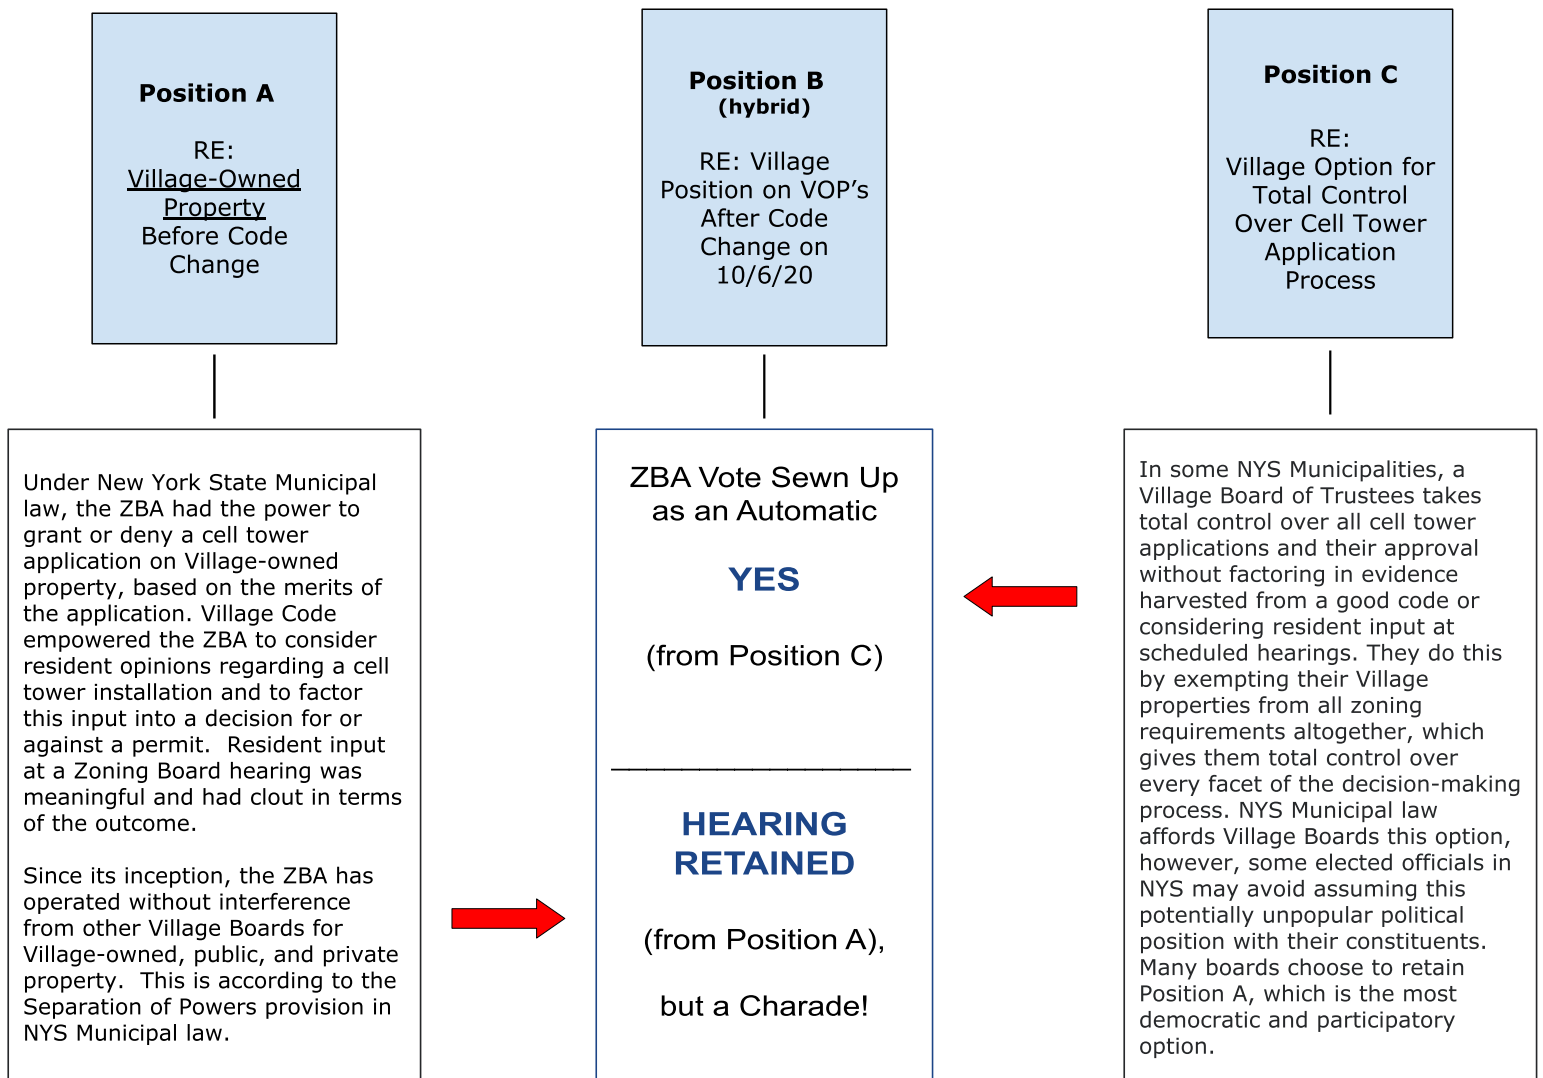 Position A
RE:
Village-Owned
Property
Before Code
Change
Under New York State Municipal
law, the ZBA had the power to
grant or deny a cell tower
application on Village-owned
property, based on the merits of
the application. Village Code
empowered the ZBA to consider
resident opinions regarding a cell
tower installation and to factor
this input into a decision for or
against a permit.  Resident input
at a Zoning Board hearing was
meaningful and had clout in terms
of the outcome.
Since its inception, the ZBA has
operated without interference
from other Village Boards for
Village-owned, public, and private
property.  This is according to the
Separation of Powers provision in
NYS Municipal law.
Position B
(hybrid)
RE: Village
Position on VOP’s
After Code
Change on
10/6/20
ZBA Vote Sewn Up
as an Automatic
YES
(from Position C)
HEARING
RETAINED
(from Position A),
but a Charade!
Position C
RE:
Village Option for
Total Control
Over Cell Tower
Application
Process
In some NYS Municipalities, a
Village Board of Trustees takes
total control over all cell tower
applications and their approval
without factoring in evidence
harvested from a good code or
considering resident input at
scheduled hearings. They do this
by exempting their Village
properties from all zoning
requirements altogether, which
gives them total control over
every facet of the decision-making
process. NYS Municipal law
affords Village Boards this option,
however, some elected officials in
NYS may avoid assuming this
potentially unpopular political
position with their constituents.
Many boards choose to retain
Position A, which is the most
democratic and participatory
option.